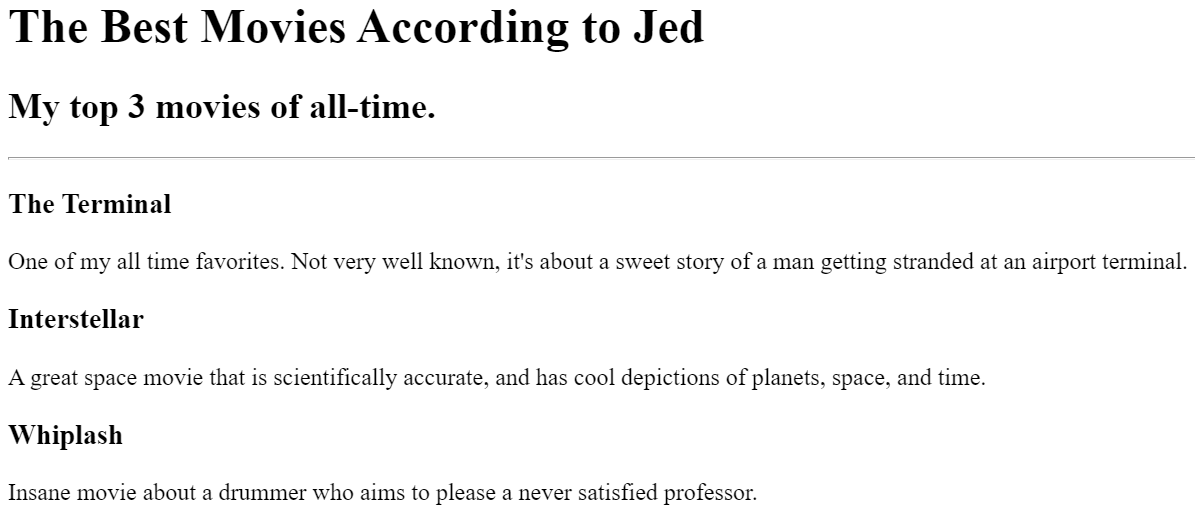 The Best Movies According to Jed
My top 3 movies of all-time.
The Terminal
One of my all time favorites. Not very well known, it's about a sweet story of a man getting stranded at an airport terminal.
Interstellar
A great space movie that is scientifically accurate, and has cool depictions of planets, space, and time.
Whiplash
Insane movie about a drummer who aims to please a never satisfied professor.